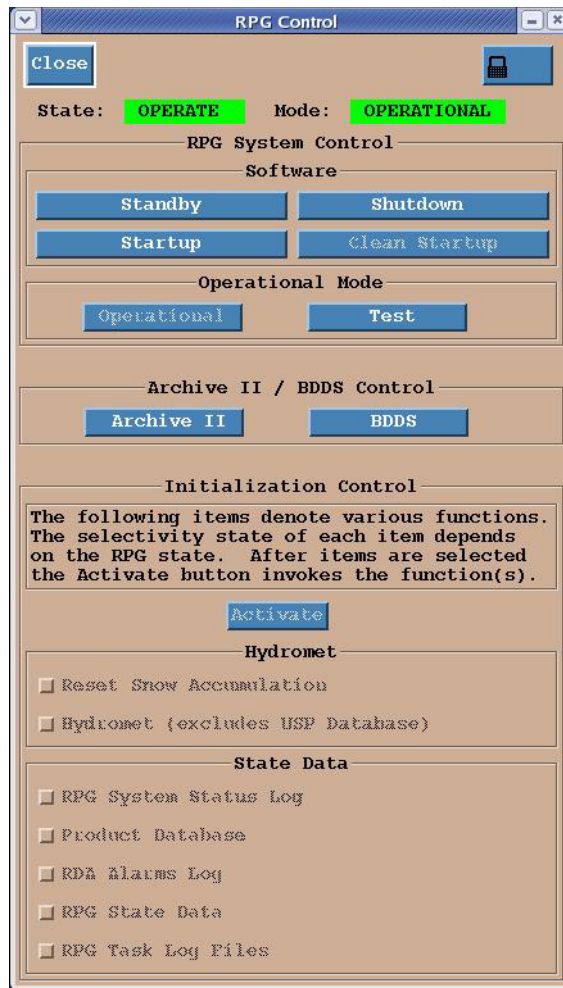 RPG Control
Close
State: OPERATE Mode: OPERATIONAL
RPG System Control
Software
Standby Shutdown
Startup Clean Startup
Operational Mode
Operational Test
Archive II / BDDS Control
Archive II BDDS
Initialization Control
The following items denote various functions.
The selectivity state of each item depends
on the RPG state. After items are selected
the Activate button invokes the function(s).
Activate
Hydromet
Reset Snow Accumulation
Hydromet (excludes USP Database)
State Data
RPG System Status Log
Product Database
RDA Alarms Log
RPG State Data
RPG Task Log Files